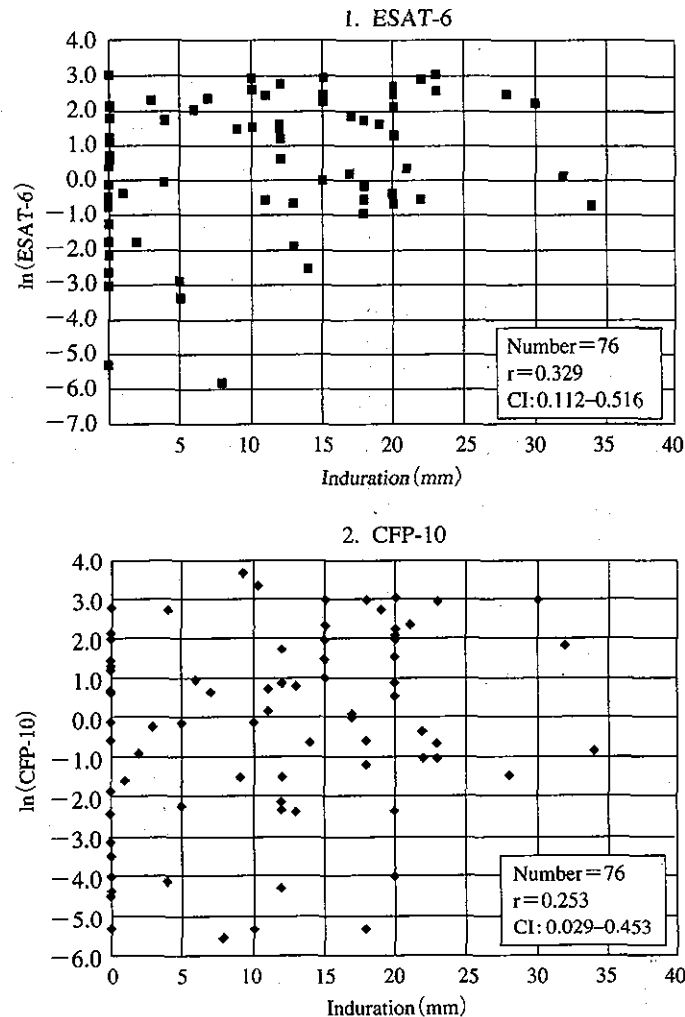 1. ESAT-6
4.0
3.0
2.0
1.0
0.0
−1.0
−2.0
−3.0
−4.0
−5.0
−6.0
−7.0
ln(ESAT-6)
Number=76
r=0.329
CI:0.112–0.516
5 10 15 20 25 30 35 40
Induration(mm)
2. CFP-10
4.0
3.0
2.0
1.0
0.0
−1.0
−2.0
−3.0
−4.0
−5.0
−6.0
ln(CFP-10)
Number=76
r=0.253
CI:0.029–0.453
0 5 10 15 20 25 30 35 40
Induration(mm)